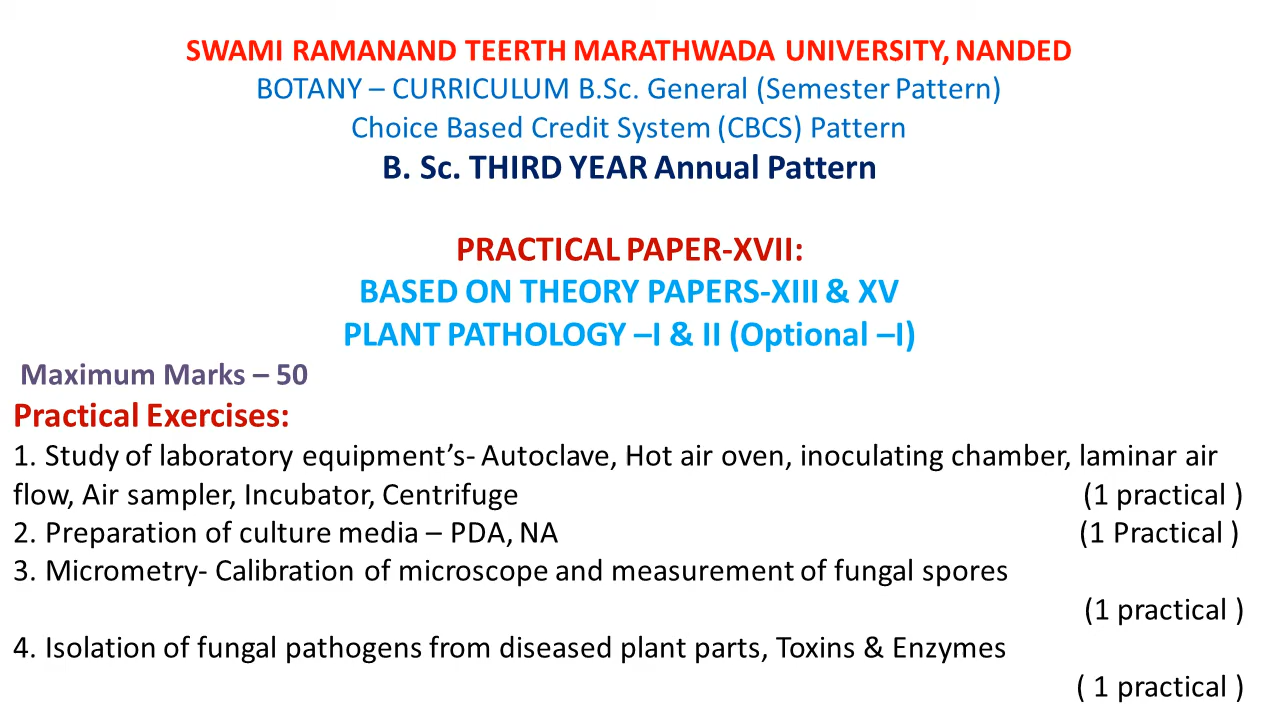 SWAMI RAMANAND TEERTH MARATHWADA UNIVERSITY, NANDED
BOTANY – CURRICULUM B.Sc. General (Semester Pattern)
Choice Based Credit System (CBCS) Pattern
B. Sc. THIRD YEAR Annual Pattern
PRACTICAL PAPER-XVII:
BASED ON THEORY PAPERS-XIII & XV
PLANT PATHOLOGY –I & II (Optional –I)
Maximum Marks – 50
Practical Exercises:
1. Study of laboratory equipment’s- Autoclave, Hot air oven, inoculating chamber, laminar air
flow, Air sampler, Incubator, Centrifuge (1 practical )
2. Preparation of culture media – PDA, NA (1 Practical )
3. Micrometry- Calibration of microscope and measurement of fungal spores
(1 practical )
4. Isolation of fungal pathogens from diseased plant parts, Toxins & Enzymes
( 1 practical )